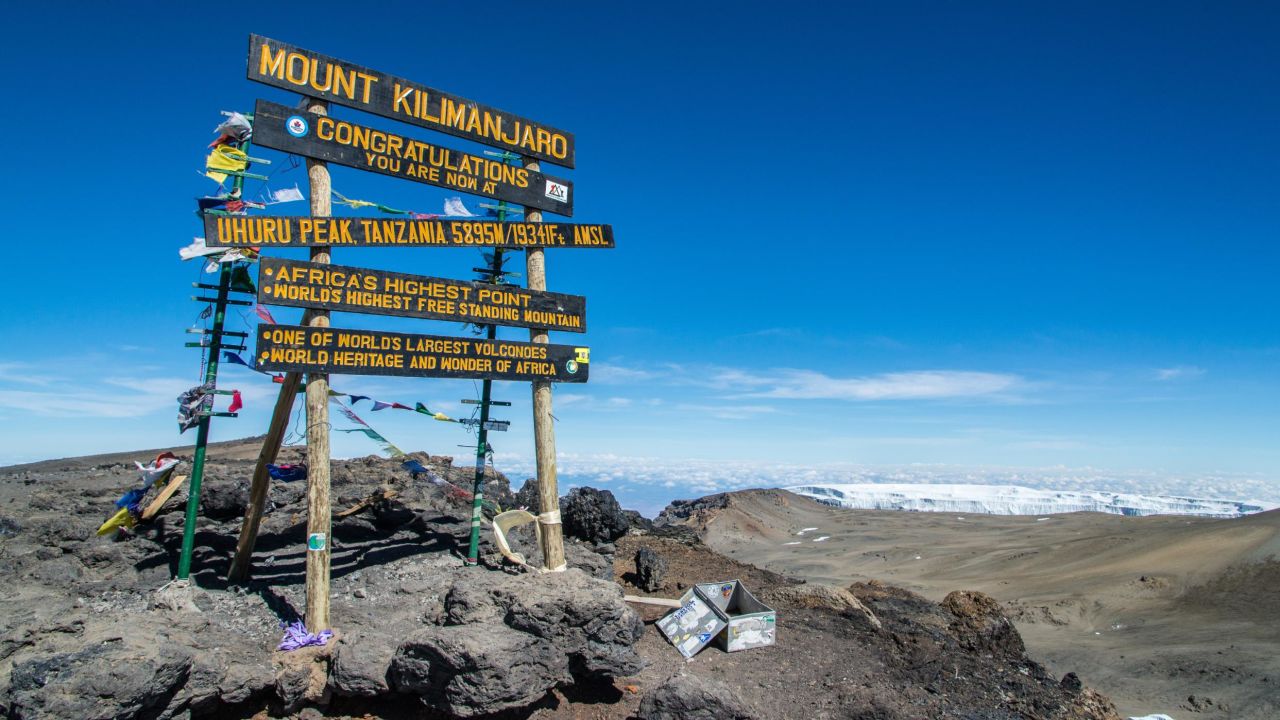 MOUNT KILIMANJARO
CONGRATULATIONS
YOU ARE NOW AT
UHURU PEAK, TANZANIA, 5895M/19341Ft AMSL
• AFRICA'S HIGHEST POINT
• WORLD'S HIGHEST FREE STANDING MOUNTAIN
• ONE OF WORLD'S LARGEST VOLCONOES
• WORLD HERITAGE AND WONDER OF AFRICA